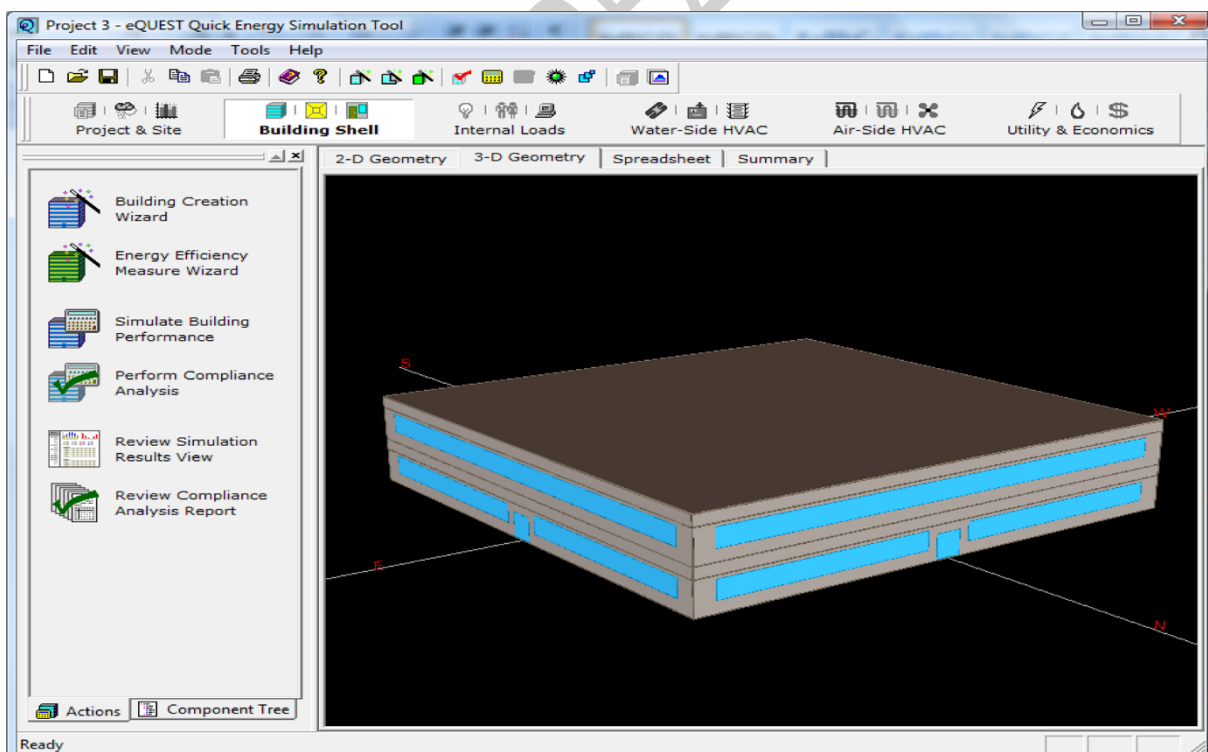 Project 3 - eQUEST Quick Energy Simulation Tool
File Edit View Mode Tools Help
Project & Site Building Shell Internal Loads Water-Side HVAC Air-Side HVAC Utility & Economics
2-D Geometry 3-D Geometry Spreadsheet Summary
Building Creation
Wizard
Energy Efficiency
Measure Wizard
Simulate Building
Performance
Perform Compliance
Analysis
Review Simulation
Results View
Review Compliance
Analysis Report
S
W
E
N
Actions Component Tree
Ready